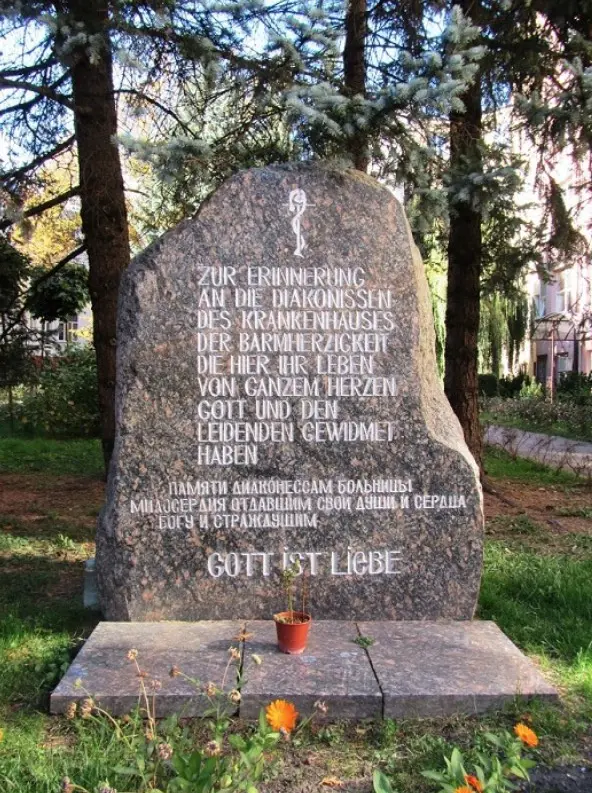 ZUR ERINNERUNG
AN DIE DIAKONISSEN
DES KRANKENHAUSES
DER BARMHERZIGKEIT
DIE HIER IHR LEBEN
VON GANZEM HERZEN
GOTT UND DEN
LEIDENDEN GEWIDMET
HABEN
ПАМЯТИ ДИАКОНЕССАМ БОЛЬНИЦЫ
МИЛОСЕРДИЯ ОТДАВШИМ СВОИ ДУШИ И СЕРДЦА
БОГУ И СТРАЖДУЩИМ
GOTT iST LIEBE